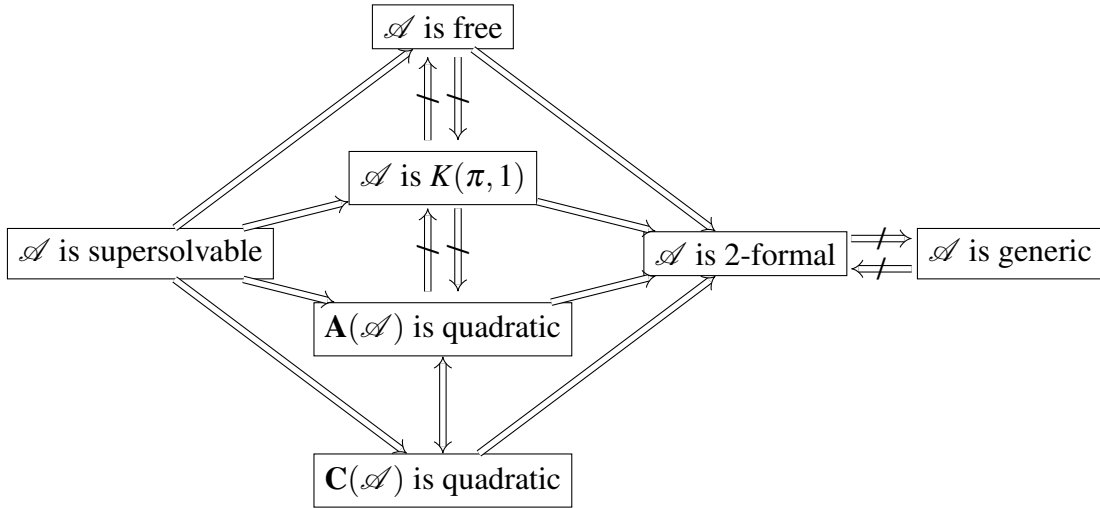 𝒜 is free
𝒜 is K(π, 1)
𝒜 is supersolvable
𝒜 is 2-formal
𝒜 is generic
𝐀(𝒜) is quadratic
𝐂(𝒜) is quadratic